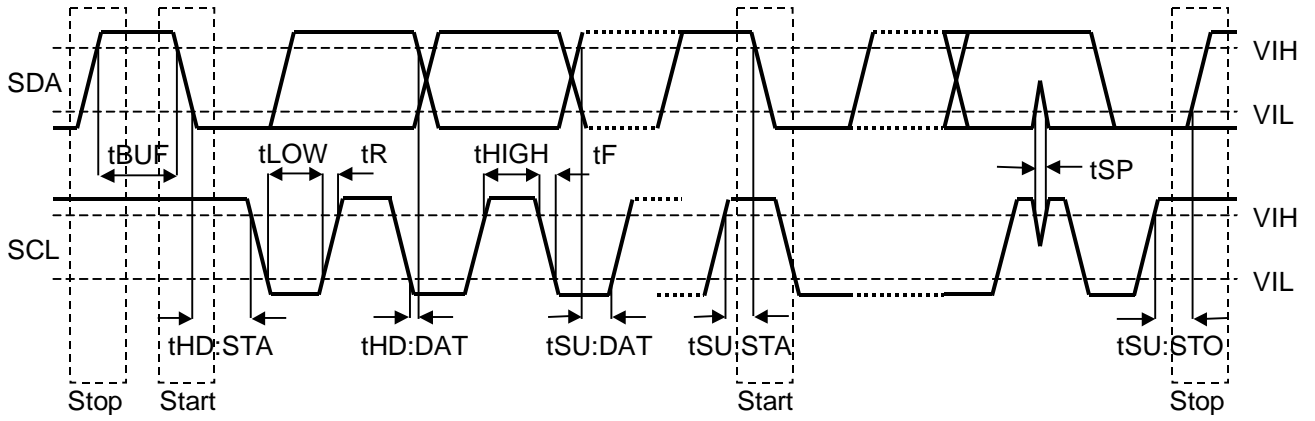 SDA
VIH
VIL
tBUF
tLOW
tR
tHIGH
tF
tSP
SCL
VIH
VIL
tHD:STA
tHD:DAT
tSU:DAT
tSU:STA
tSU:STO
Stop
Start
Start
Stop